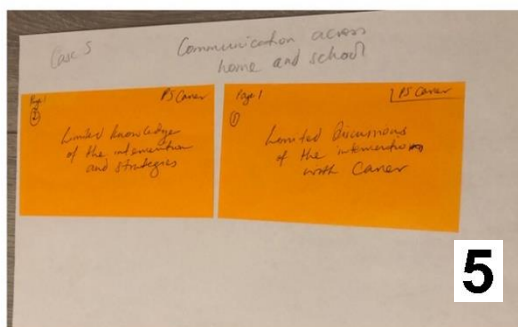 Case 5
Communication across
home and school
Page 1
PS Carer
2
Limited knowledge
of the intervention
and strategies
Page 1
PS Carer
1
Limited Discussions
of the intervention
with Carer
5